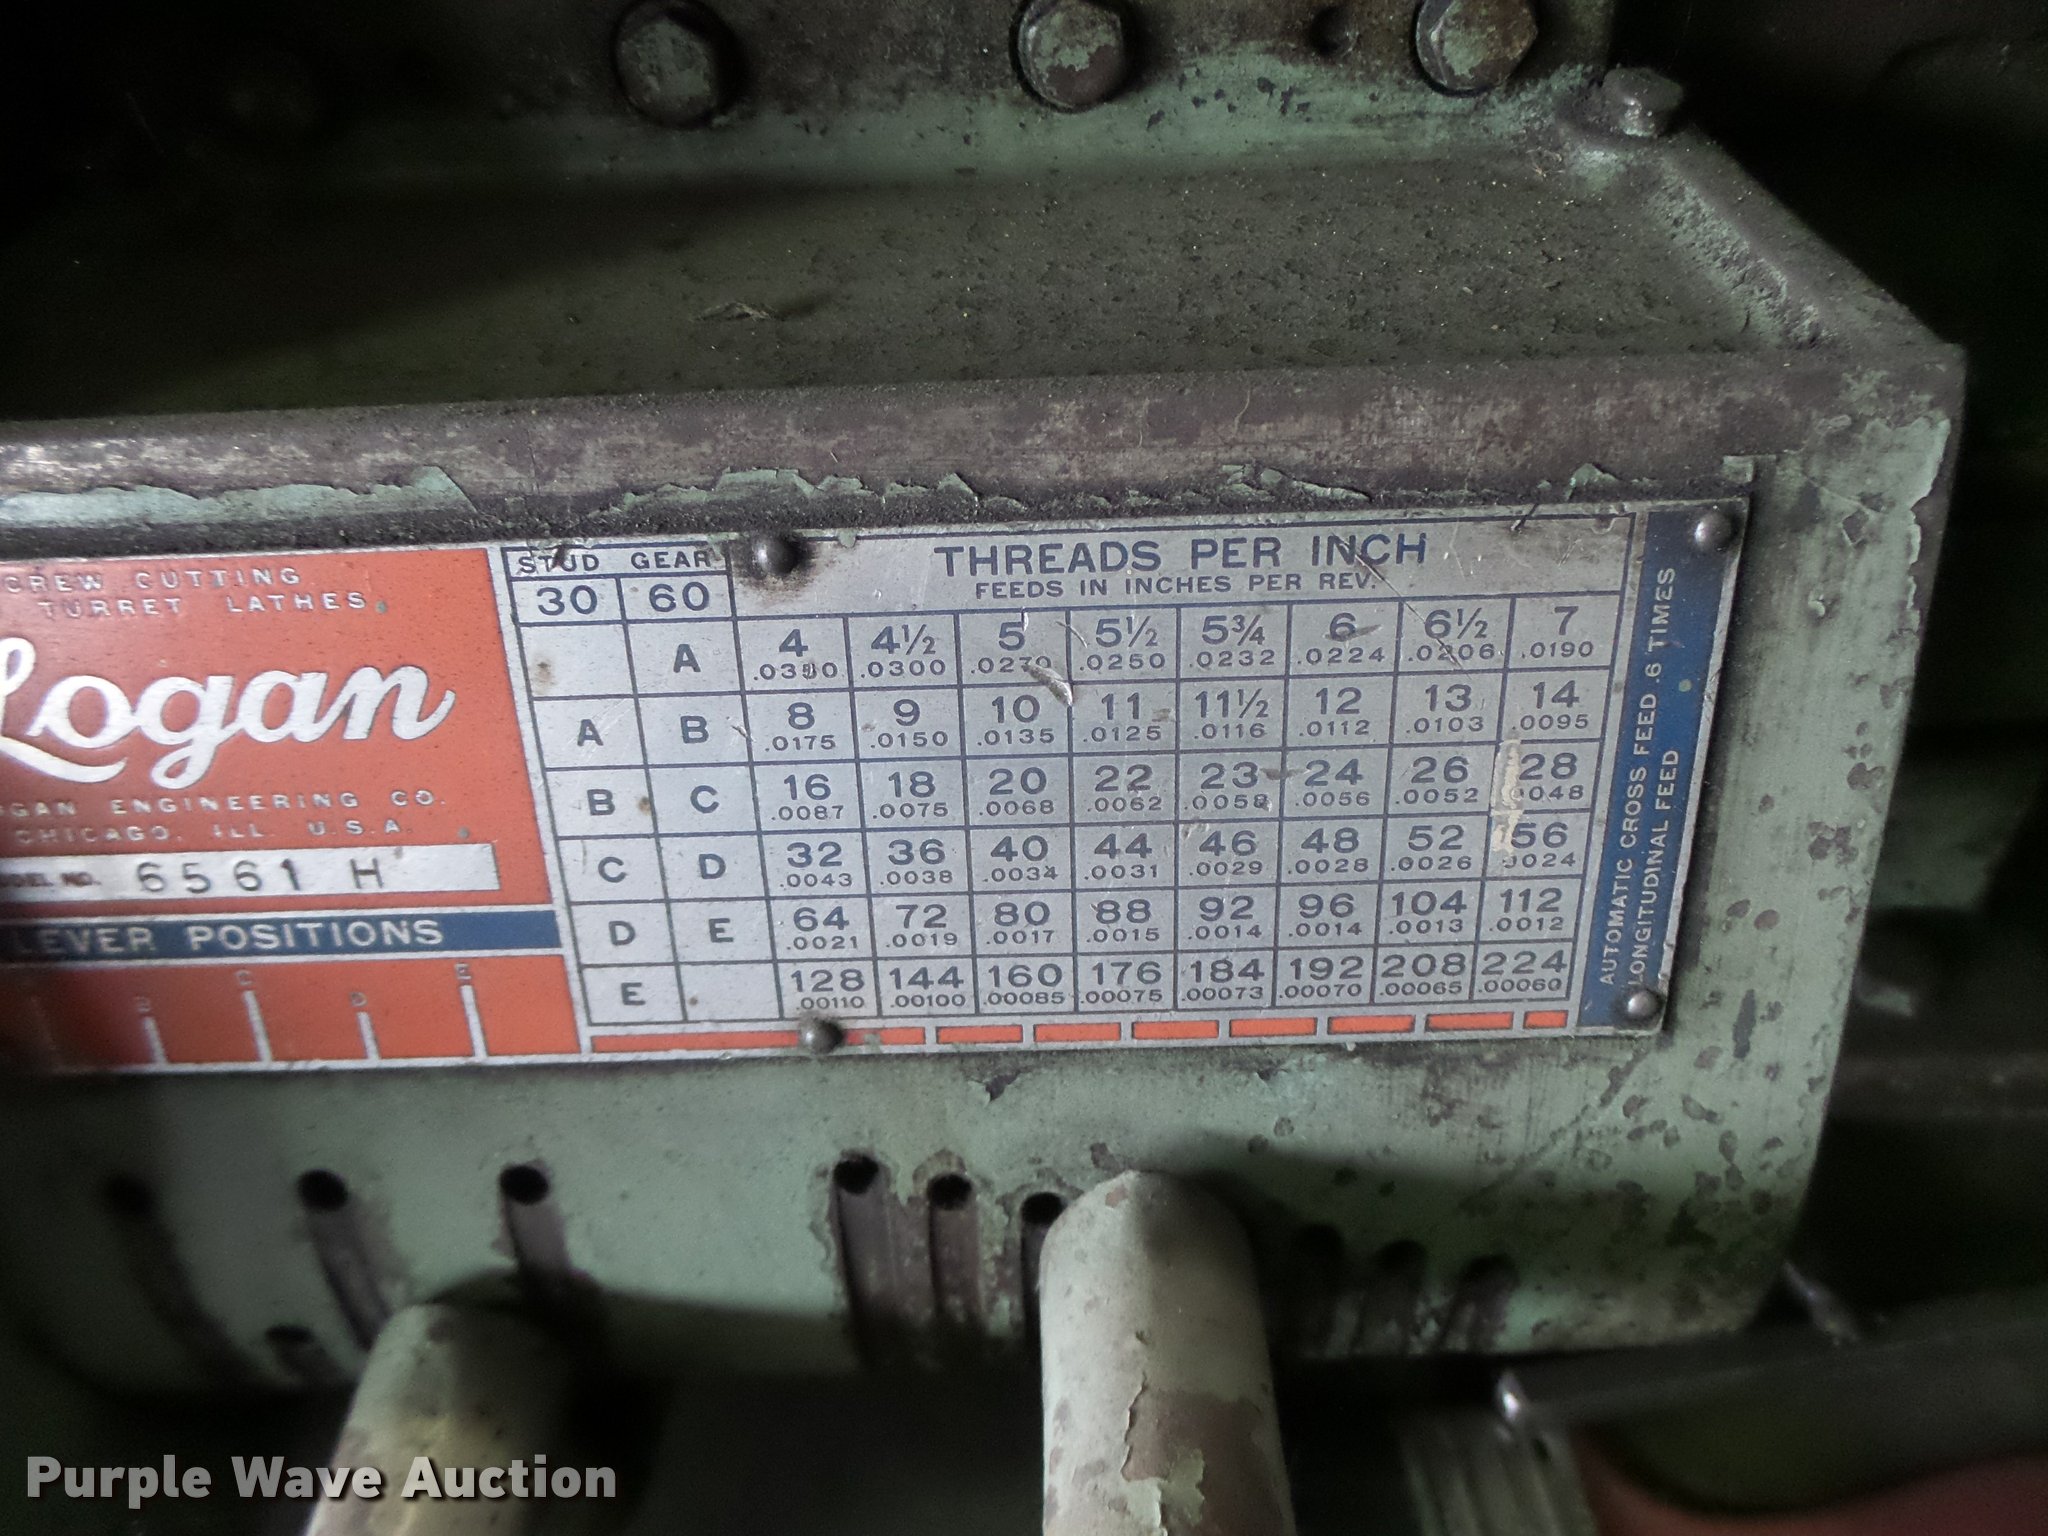 CREW CUTTING
TURRET LATHES
Logan
GAN ENGINEERING CO.
CHICAGO, ILL. U.S.A.
DEL NO. 6561 H
LEVER POSITIONS
B C D E
STUD GEAR
30 60
THREADS PER INCH
FEEDS IN INCHES PER REV.
A 4 4½ 5 5½ 5¾ 6 6½ 7
.0300 .0270 .0250 .0232 .0224 .0206 .0190
A B 8 9 10 11 11½ 12 13 14
.0175 .0150 .0135 .0125 .0116 .0112 .0103 .0095
B C 16 18 20 22 23 24 26 28
.0087 .0075 .0068 .0062 .0058 .0056 .0052 .0048
C D 32 36 40 44 46 48 52 56
.0043 .0038 .0034 .0031 .0029 .0028 .0026 .0024
D E 64 72 80 88 92 96 104 112
.0021 .0019 .0017 .0015 .0014 .0014 .0013 .0012
E 128 144 160 176 184 192 208 224
.00110 .00100 .00085 .00075 .00073 .00070 .00065 .00060
AUTOMATIC CROSS FEED .6 TIMES
LONGITUDINAL FEED
Purple Wave Auction